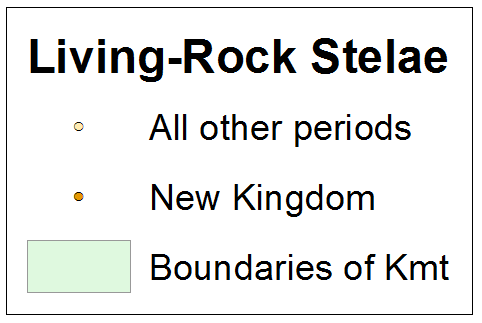 Living-Rock Stelae
All other periods
New Kingdom
Boundaries of Kmt